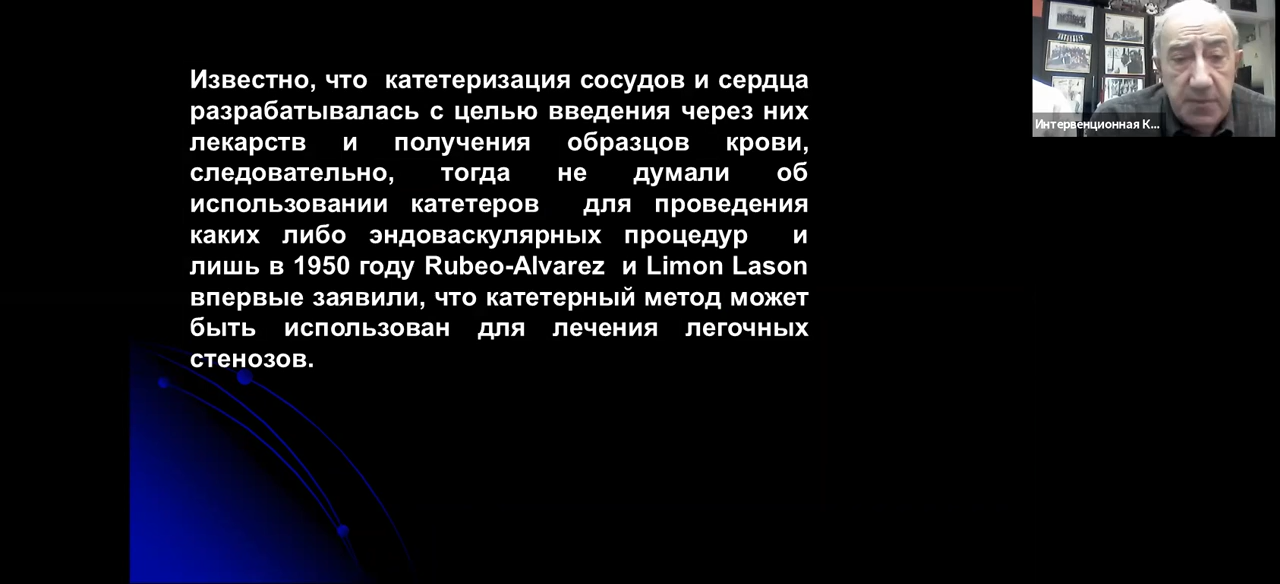 Известно, что катетеризация сосудов и сердца
разрабатывалась с целью введения через них
лекарств и получения образцов крови,
следовательно, тогда не думали об
использовании катетеров для проведения
каких либо эндоваскулярных процедур и
лишь в 1950 году Rubeo-Alvarez и Limon Lason
впервые заявили, что катетерный метод может
быть использован для лечения легочных
стенозов.
Интервенционная К...